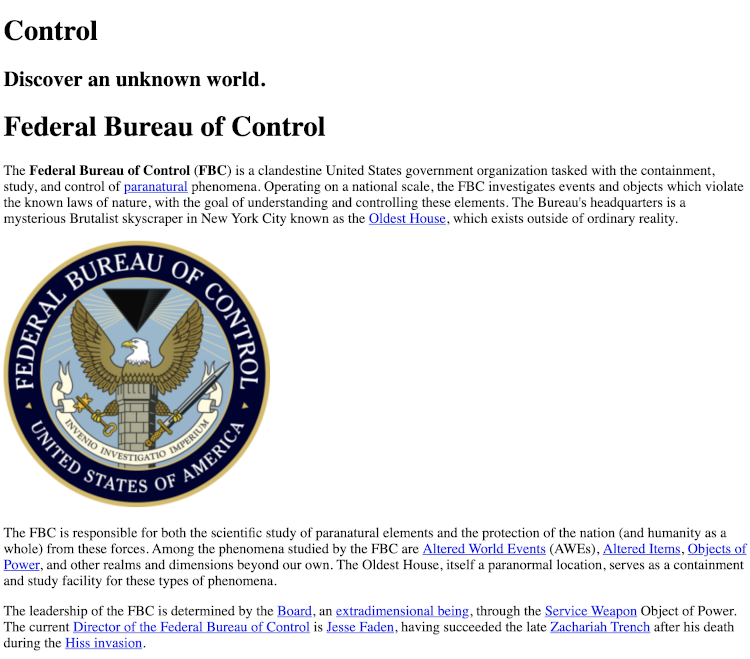 Control
Discover an unknown world.
Federal Bureau of Control
The Federal Bureau of Control (FBC) is a clandestine United States government organization tasked with the containment,
study, and control of paranatural phenomena. Operating on a national scale, the FBC investigates events and objects which violate
the known laws of nature, with the goal of understanding and controlling these elements. The Bureau's headquarters is a
mysterious Brutalist skyscraper in New York City known as the Oldest House, which exists outside of ordinary reality.
FEDERAL BUREAU OF CONTROL
INVENIO INVESTIGATIO IMPERIUM
UNITED STATES OF AMERICA
The FBC is responsible for both the scientific study of paranatural elements and the protection of the nation (and humanity as a
whole) from these forces. Among the phenomena studied by the FBC are Altered World Events (AWEs), Altered Items, Objects of
Power, and other realms and dimensions beyond our own. The Oldest House, itself a paranormal location, serves as a containment
and study facility for these types of phenomena.
The leadership of the FBC is determined by the Board, an extradimensional being, through the Service Weapon Object of Power.
The current Director of the Federal Bureau of Control is Jesse Faden, having succeeded the late Zachariah Trench after his death
during the Hiss invasion.